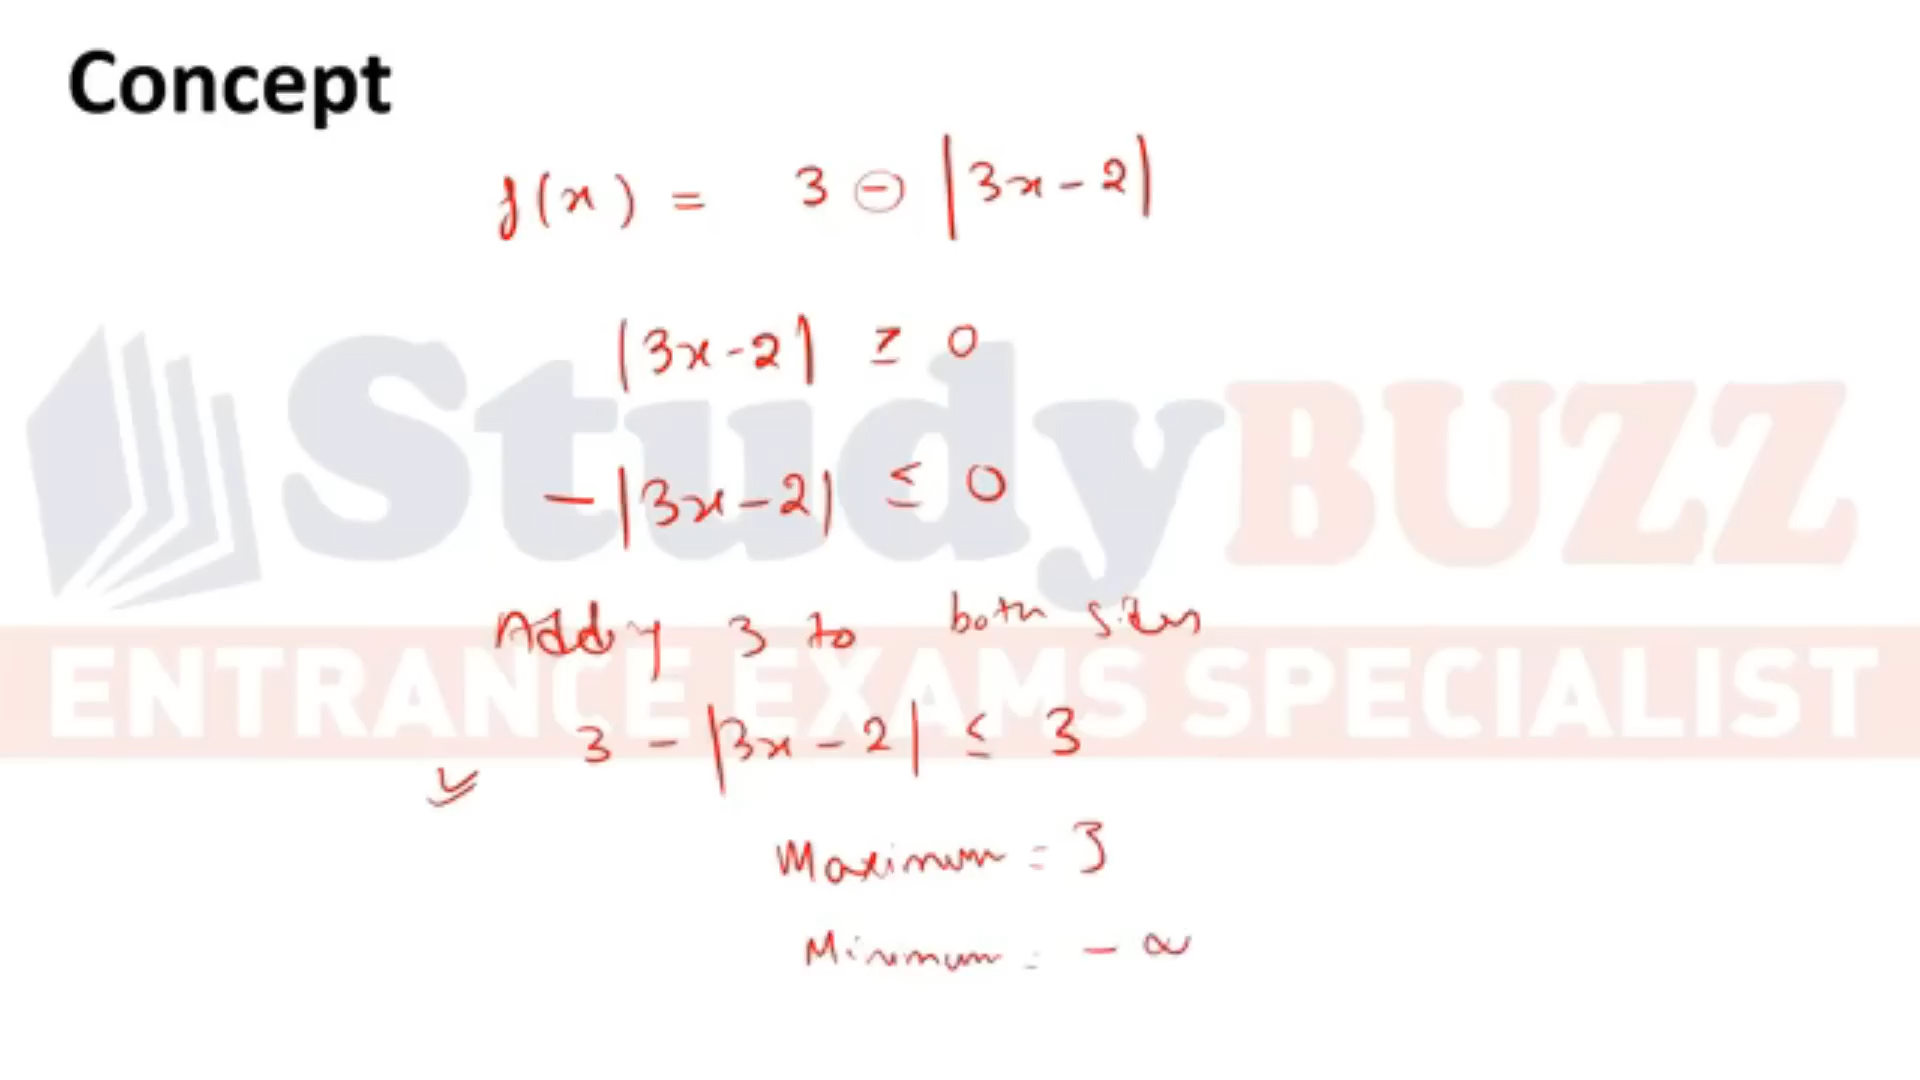 Concept
f(x) = 3 ⊖ |3x-2|
|3x-2| ≥ 0
StudyBUZZ
-|3x-2| ≤ 0
Adding 3 to both sides
ENTRANCE EXAMS SPECIALIST
3 - |3x-2| ≤ 3
Maximum = 3
Minimum = -∞